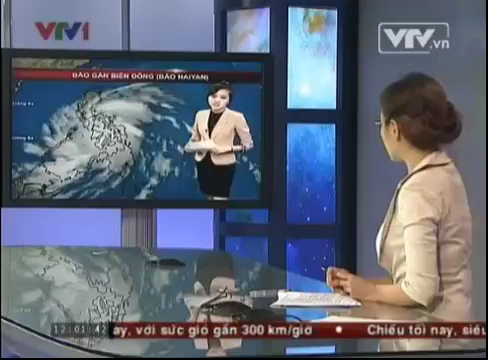 VTV1
VTV.vn
BÃO GẦN BIỂN ĐÔNG (BÃO HAIYAN)
12:01:42
ay, với sức gió gần 300 km/giờ • Chiều tối nay, siêu